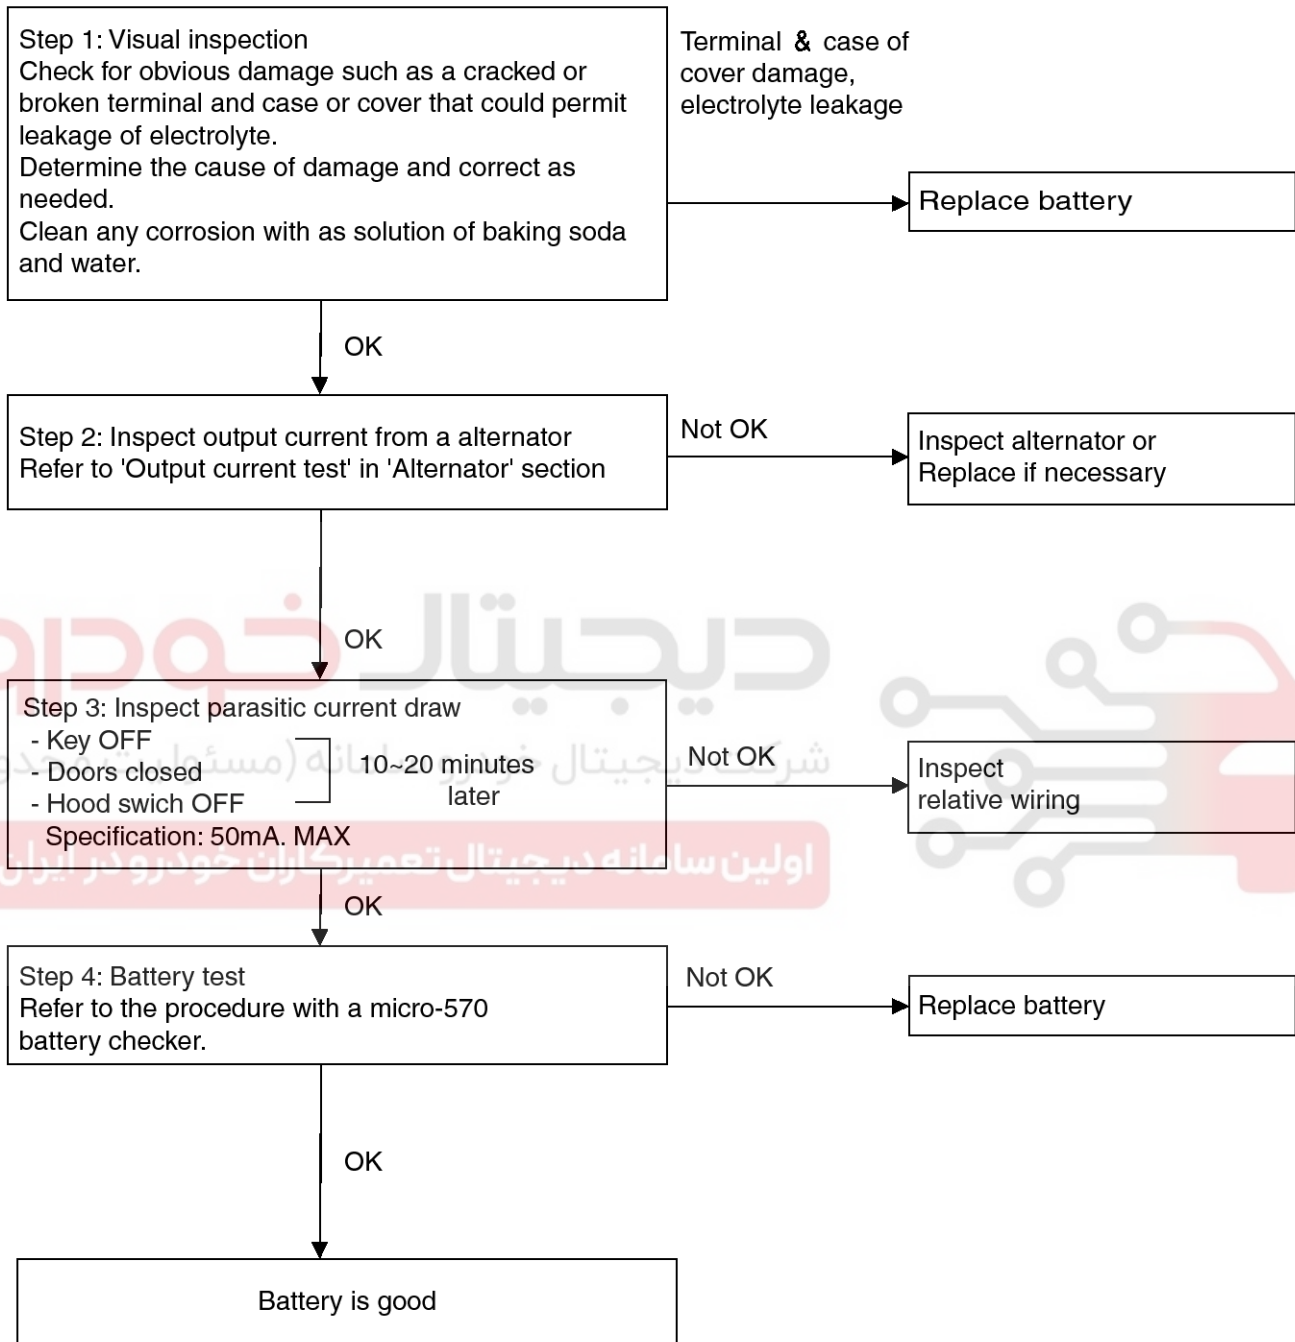 Step 1: Visual inspection
Check for obvious damage such as a cracked or
broken terminal and case or cover that could permit
leakage of electrolyte.
Determine the cause of damage and correct as
needed.
Clean any corrosion with as solution of baking soda
and water.
Terminal & case of
cover damage,
electrolyte leakage
Replace battery
OK
Step 2: Inspect output current from a alternator
Refer to 'Output current test' in 'Alternator' section
Not OK
Inspect alternator or
Replace if necessary
OK
دیجیتال خودرو
Step 3: Inspect parasitic current draw
- Key OFF
- Doors closed
- Hood swich OFF
10~20 minutes
later
Specification: 50mA. MAX
شرکت دیجیتال خودرو سامانه (مسئولیت
Not OK
Inspect
relative wiring
اولین سامانه دیجیتال تعمیرکاران خودرو در ایران
OK
Step 4: Battery test
Refer to the procedure with a micro-570
battery checker.
Not OK
Replace battery
OK
Battery is good